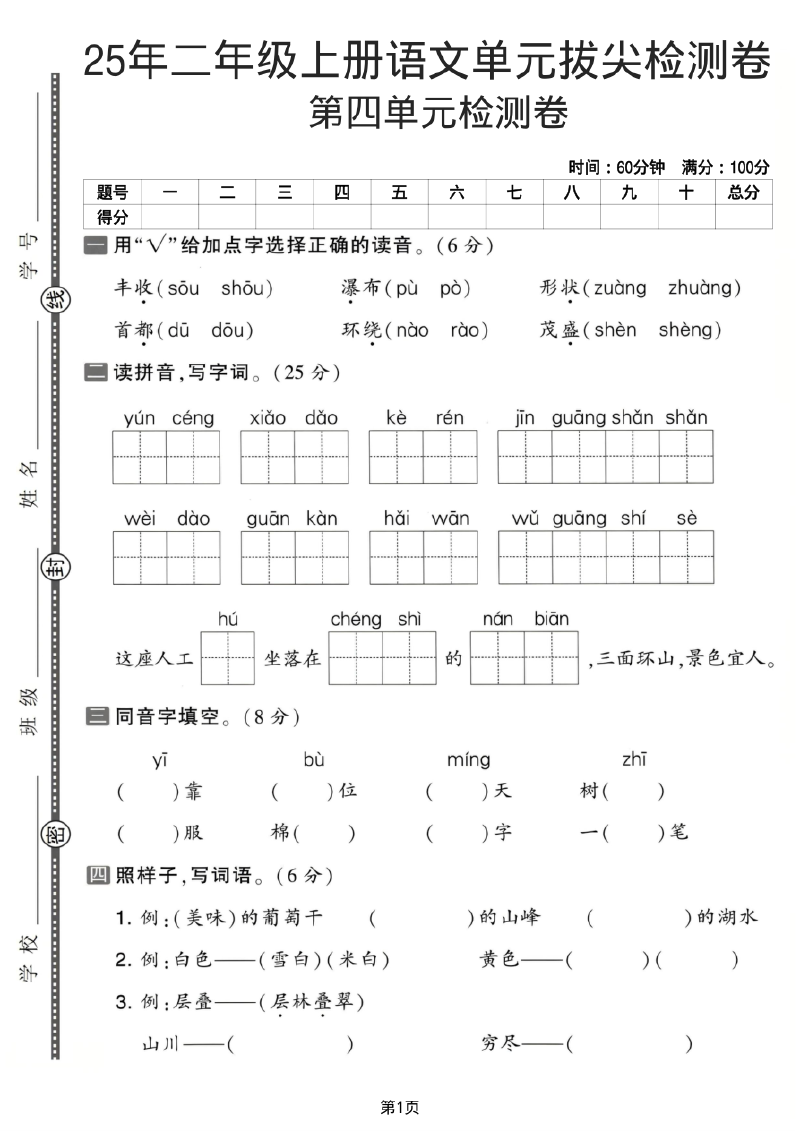 25年二年级上册语文单元拔尖检测卷
第四单元检测卷
时间：60分钟 满分：100分
题号 一 二 三 四 五 六 七 八 九 十 总分
得分
一 用“√”给加点字选择正确的读音。(6分)
丰收(sōu shōu) 瀑布(pù pò) 形状(zuàng zhuàng)
首都(dū dōu) 环绕(nào rào) 茂盛(shèn shèng)
二 读拼音,写字词。(25分)
yún céng xiǎo dǎo kè rén jīn guāng shǎn shǎn
wèi dào guān kàn hǎi wān wǔ guāng shí sè
hú chéng shì nán biān
这座人工 坐落在 的 ,三面环山,景色宜人。
三 同音字填空。(8分)
yī bù míng zhī
( )靠 ( )位 ( )天 树( )
( )服 棉( ) ( )字 一( )笔
四 照样子,写词语。(6分)
1. 例:(美味)的葡萄干 ( )的山峰 ( )的湖水
2. 例:白色——(雪白)(米白) 黄色——( )( )
3. 例:层叠——(层林叠翠)
山川——( ) 穷尽——( )
第1页
学号
线
姓名
封
班级
密
学校